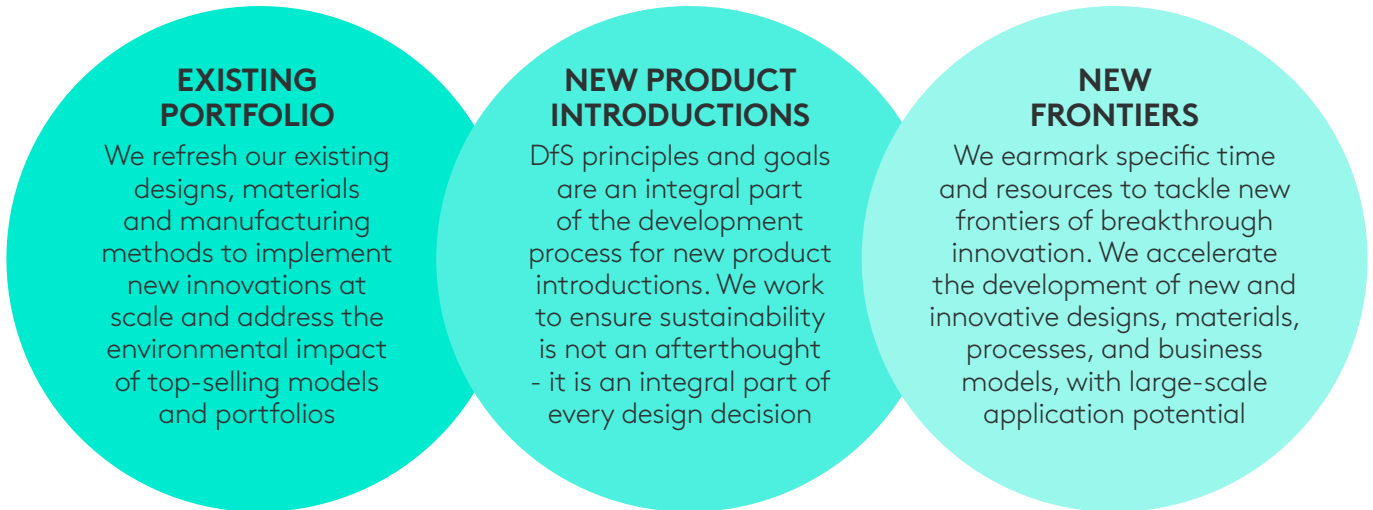 EXISTING
PORTFOLIO
We refresh our existing
designs, materials
and manufacturing
methods to implement
new innovations at
scale and address the
environmental impact
of top-selling models
and portfolios
NEW PRODUCT
INTRODUCTIONS
DfS principles and goals
are an integral part
of the development
process for new product
introductions. We work
to ensure sustainability
is not an afterthought
- it is an integral part of
every design decision
NEW
FRONTIERS
We earmark specific time
and resources to tackle new
frontiers of breakthrough
innovation. We accelerate
the development of new and
innovative designs, materials,
processes, and business
models, with large-scale
application potential